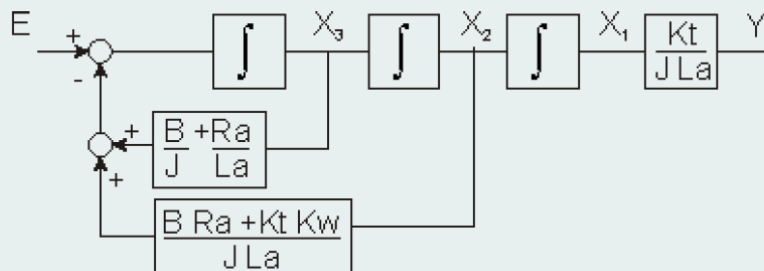 E + ∫ X₃ ∫ X₂ ∫ X₁ Kt Y
J La
-
+ B + Ra +
J La
B Ra + Kt Kw
J La